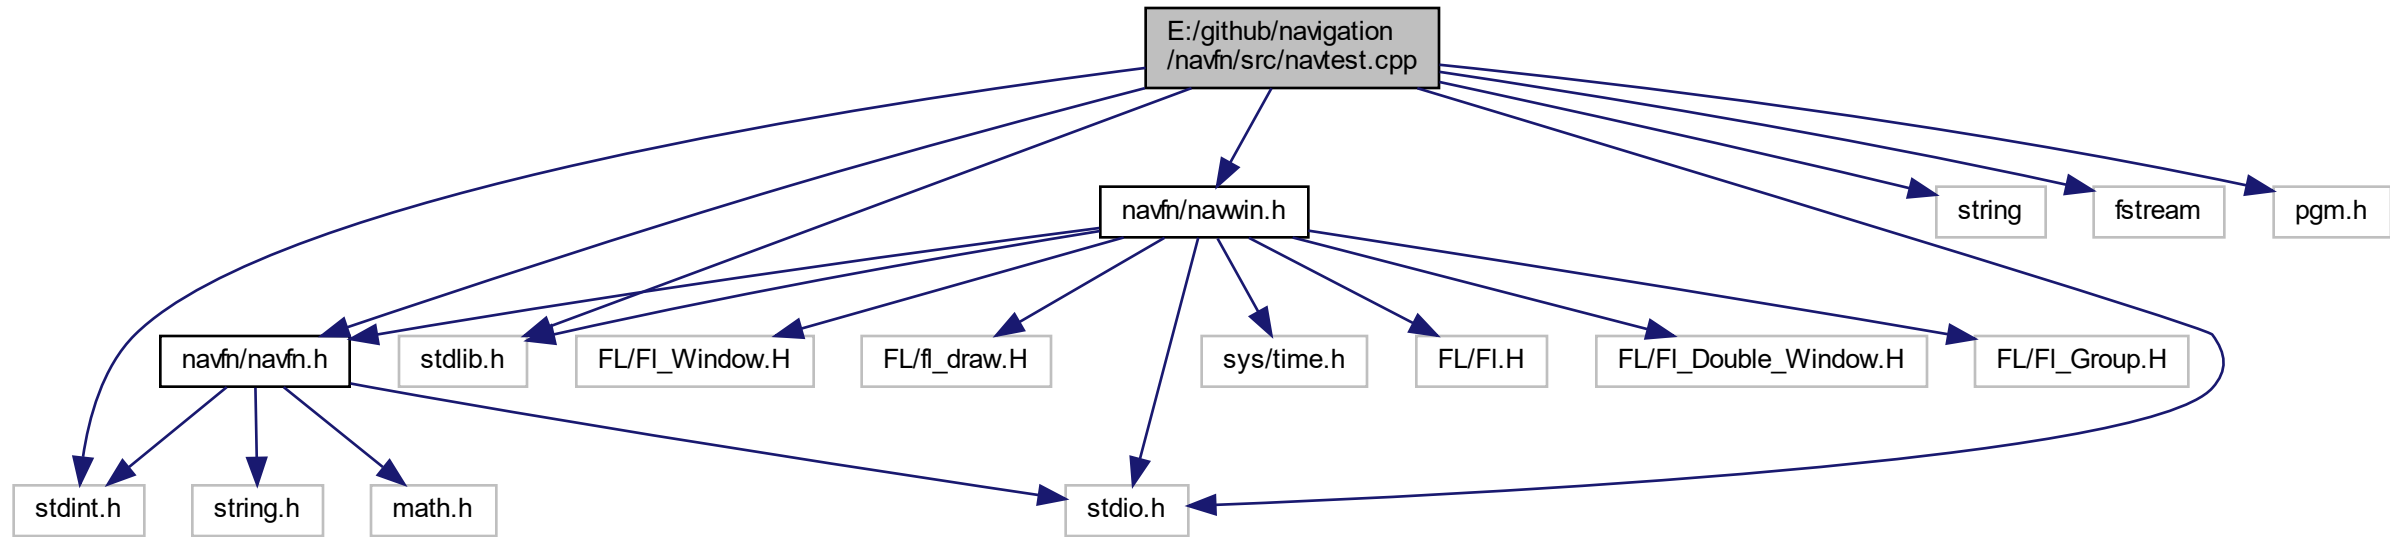 E:/github/navigation
/navfn/src/navtest.cpp
navfn/navwin.h
string
fstream
pgm.h
navfn/navfn.h
stdlib.h
FL/Fl_Window.H
FL/fl_draw.H
sys/time.h
FL/Fl.H
FL/Fl_Double_Window.H
FL/Fl_Group.H
stdint.h
string.h
math.h
stdio.h